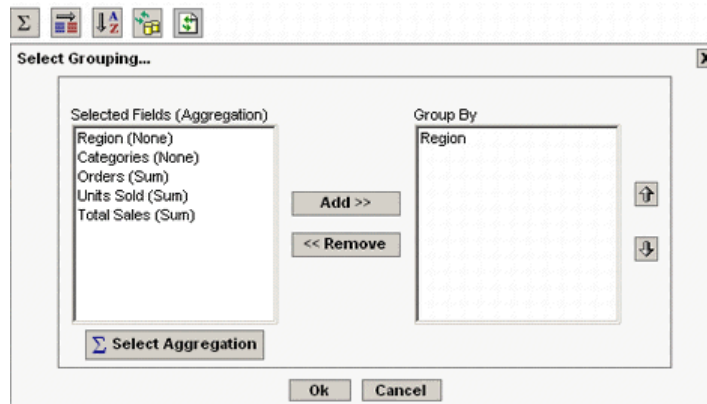 Select Grouping...
X
Selected Fields (Aggregation)
Group By
Region (None)
Categories (None)
Orders (Sum)
Units Sold (Sum)
Total Sales (Sum)
Region
Add >>
<< Remove
Σ Select Aggregation
Ok
Cancel